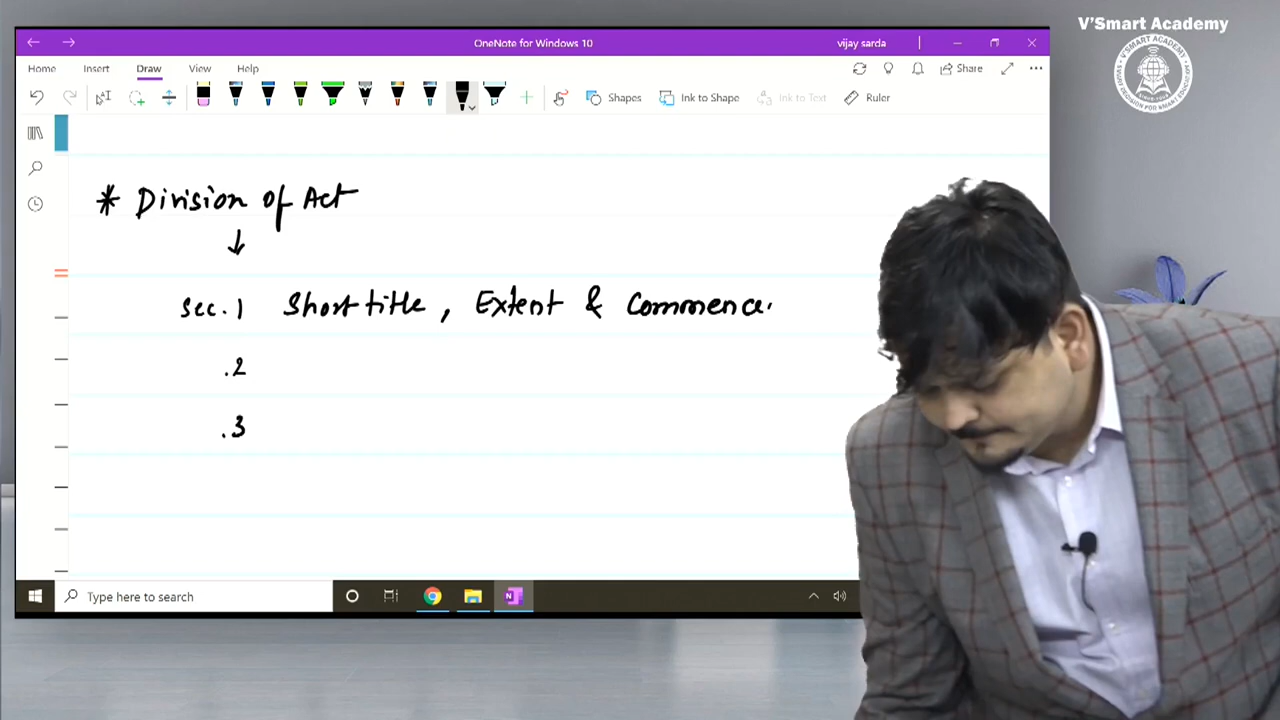 V'Smart Academy
OneNote for Windows 10
vijay sarda
Home Insert Draw View Help
Share
Shapes Ink to Shape Ink to Text Ruler
* Division of Act
Sec. 1 Short title, Extent & Commence.
.2
.3
Type here to search